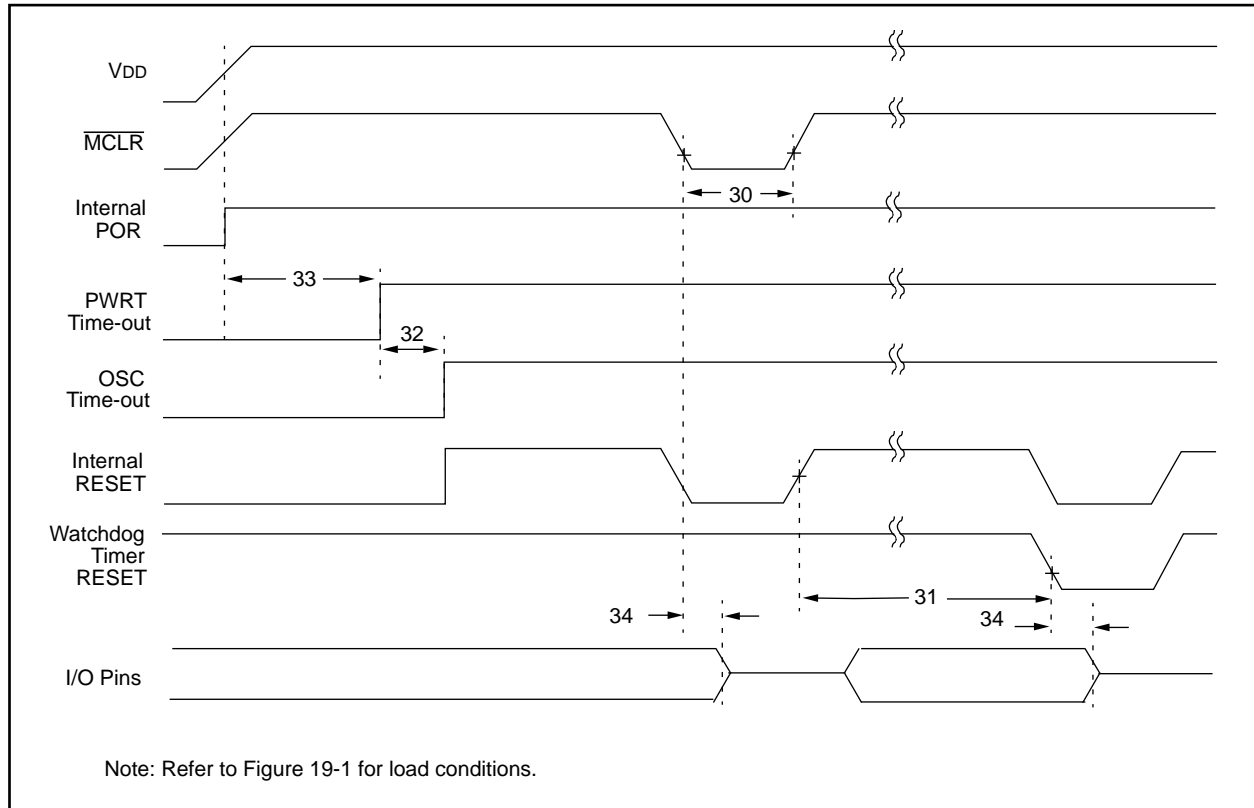 VDD
MCLR
30
Internal
POR
33
PWRT
Time-out
32
OSC
Time-out
Internal
RESET
Watchdog
Timer
RESET
31
34
34
I/O Pins
Note: Refer to Figure 19-1 for load conditions.